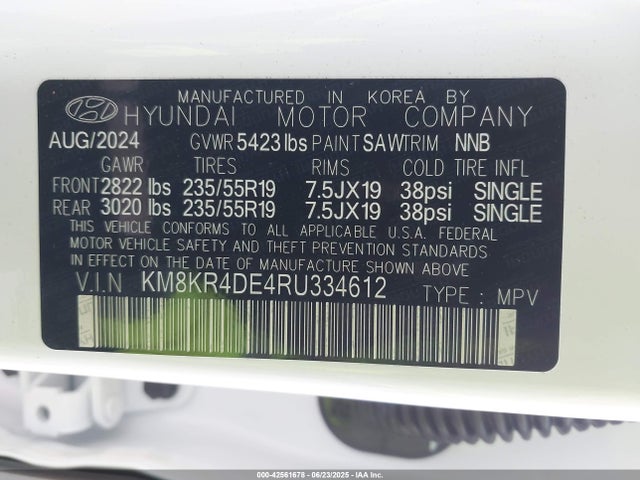 MANUFACTURED IN KOREA BY
HYUNDAI MOTOR COMPANY
AUG/2024 GVWR 5423 lbs PAINT SAW TRIM NNB
GAWR TIRES RIMS COLD TIRE INFL
FRONT 2822 lbs 235/55R19 7.5JX19 38psi SINGLE
REAR 3020 lbs 235/55R19 7.5JX19 38psi SINGLE
THIS VEHICLE CONFORMS TO ALL APPLICABLE U.S.A. FEDERAL
MOTOR VEHICLE SAFETY AND THEFT PREVENTION STANDARDS
IN EFFECT ON THE DATE OF MANUFACTURE SHOWN ABOVE.
V.I.N KM8KR4DE4RU334612 TYPE : MPV
000-42561678 06/23/2025 - IAA Inc.